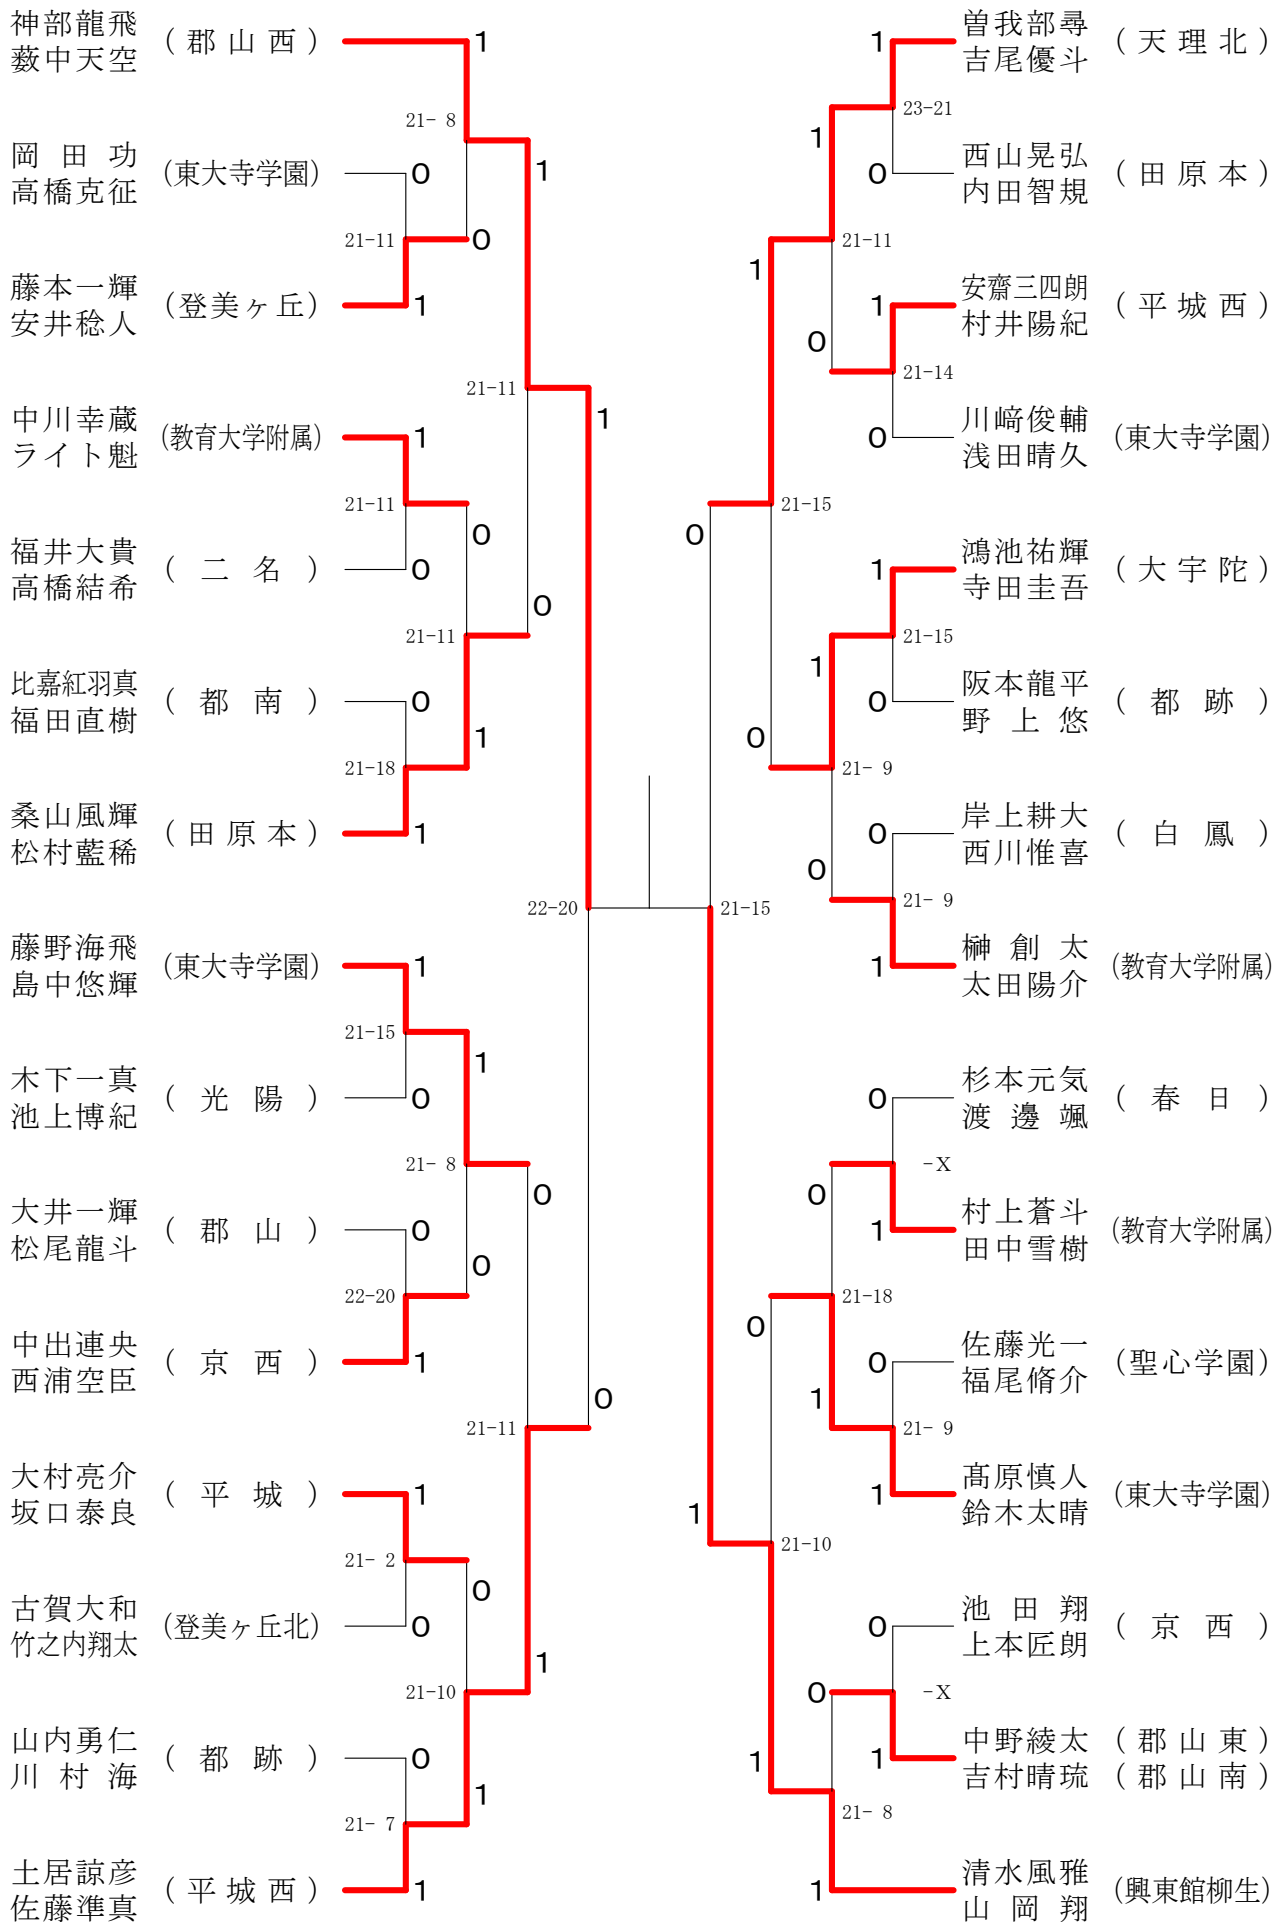 神部龍飛
藪中天空
(郡山西)
1
21- 8
1
岡田功
高橋克征
(東大寺学園)
0
21-11
0
藤本一輝
安井稔人
(登美ヶ丘)
1
21-11
1
中川幸蔵
ライト魁
(教育大学附属)
1
21-11
0
福井大貴
高橋結希
(二名)
0
21-11
0
比嘉紅羽真
福田直樹
(都南)
0
21-18
1
桑山風輝
松村藍稀
(田原本)
1
22-20
藤野海飛
島中悠輝
(東大寺学園)
1
21-15
1
木下一真
池上博紀
(光陽)
0
21- 8
0
大井一輝
松尾龍斗
(郡山)
0
22-20
0
中出連央
西浦空臣
(京西)
1
21-11
0
大村亮介
坂口泰良
(平城)
1
21- 2
0
古賀大和
竹之内翔太
(登美ヶ丘北)
0
21-10
1
山内勇仁
川村海
(都跡)
0
21- 7
1
土居諒彦
佐藤準真
(平城西)
1
1
曽我部尋
吉尾優斗
(天理北)
23-21
1
0
西山晃弘
内田智規
(田原本)
21-11
1
1
安齋三四朗
村井陽紀
(平城西)
0
21-14
0
川﨑俊輔
浅田晴久
(東大寺学園)
21-15
0
1
鴻池祐輝
寺田圭吾
(大宇陀)
21-15
1
0
阪本龍平
野上悠
(都跡)
0
21- 9
0
岸上耕大
西川惟喜
(白鳳)
0
21- 9
21-15
1
榊創太
太田陽介
(教育大学附属)
0
杉本元気
渡邊颯
(春日)
-X
0
1
村上蒼斗
田中雪樹
(教育大学附属)
21-18
0
0
佐藤光一
福尾脩介
(聖心学園)
1
21- 9
1
髙原慎人
鈴木太晴
(東大寺学園)
1
21-10
0
池田翔
上本匠朗
(京西)
0
-X
1
中野綾太
吉村晴琉
(郡山東)
(郡山南)
1
21- 8
1
清水風雅
山岡翔
(興東館柳生)